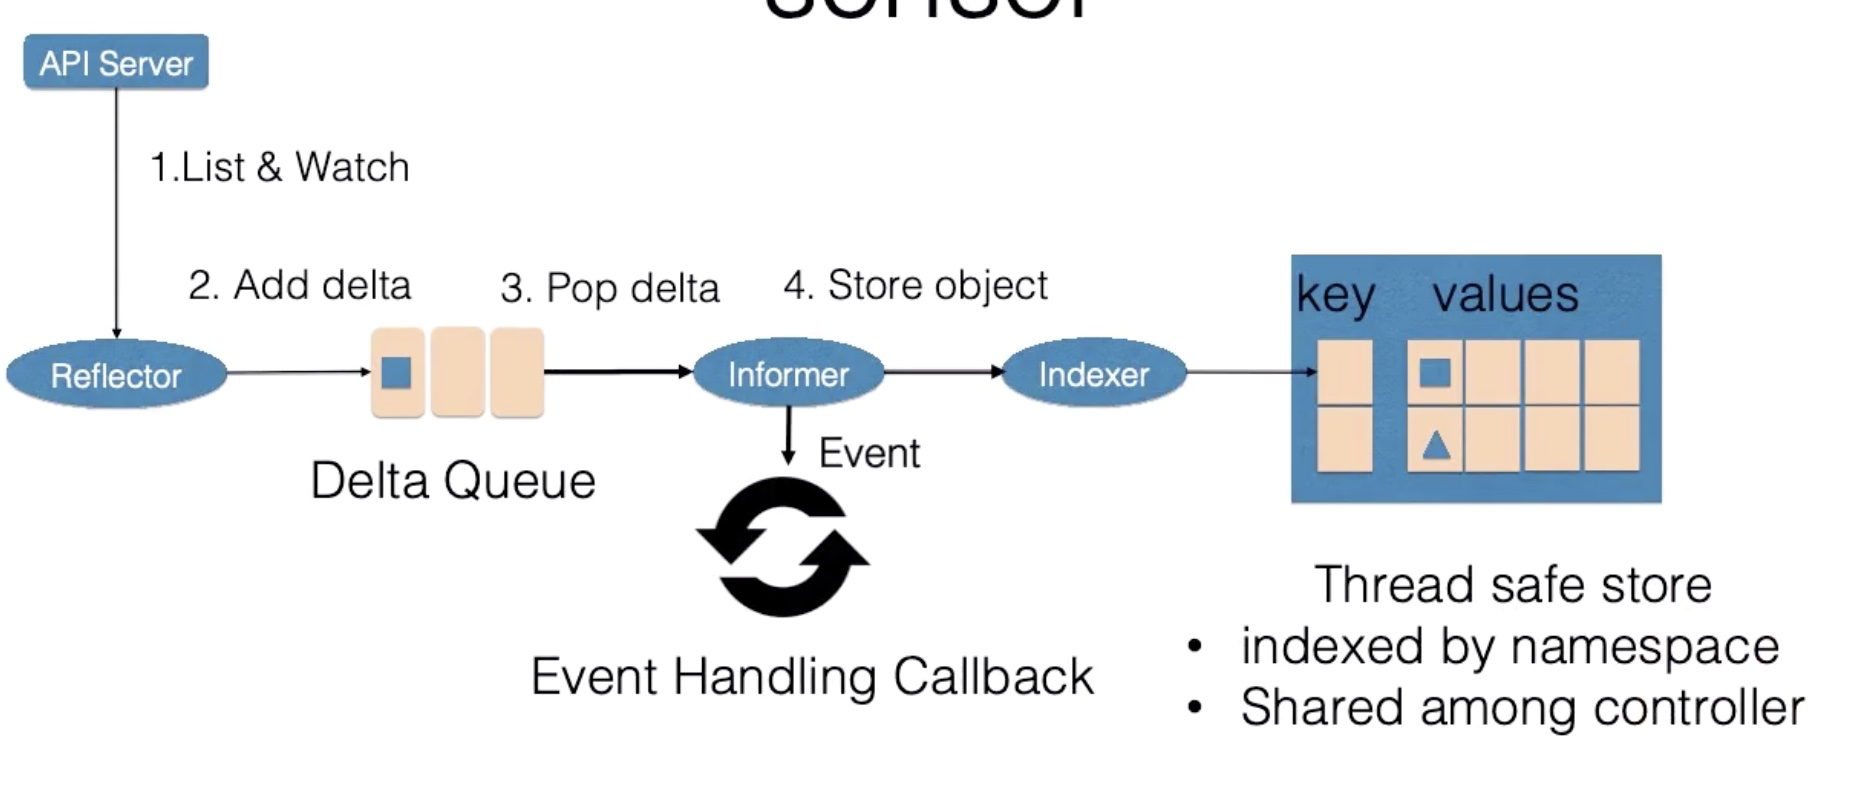 API Server
1.List & Watch
2. Add delta
3. Pop delta
4. Store object
key values
Reflector
Informer
Indexer
Event
Delta Queue
Event Handling Callback
Thread safe store
• indexed by namespace
• Shared among controller